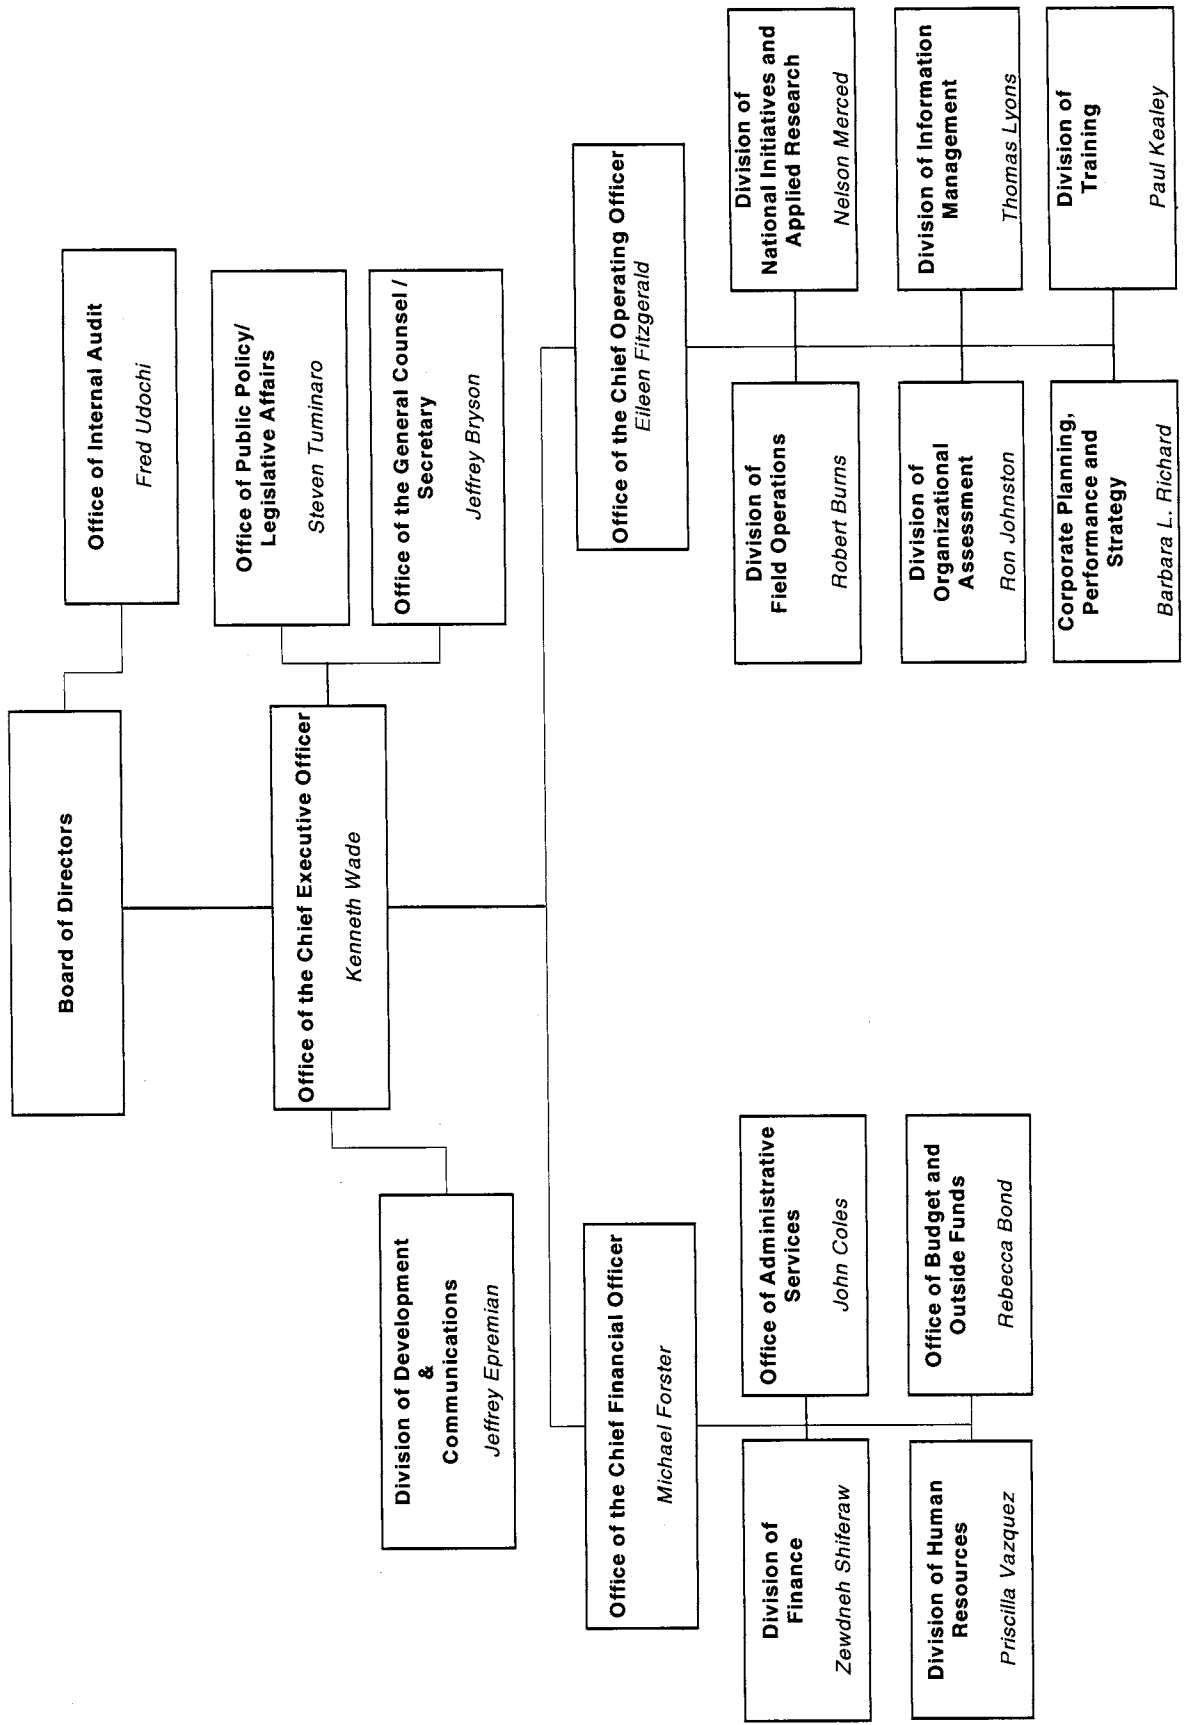 Board of Directors
Office of Internal Audit
Fred Udochi
Office of the Chief Executive Officer
Kenneth Wade
Office of Public Policy/
Legislative Affairs
Steven Tuminaro
Office of the General Counsel /
Secretary
Jeffrey Bryson
Division of Development
&
Communications
Jeffrey Epremian
Office of the Chief Financial Officer
Michael Forster
Office of the Chief Operating Officer
Eileen Fitzgerald
Division of
Finance
Zewdneh Shiferaw
Office of Administrative
Services
John Coles
Division of Human
Resources
Priscilla Vazquez
Office of Budget and
Outside Funds
Rebecca Bond
Division of
Field Operations
Robert Burns
Division of
National Initiatives and
Applied Research
Nelson Merced
Division of
Organizational
Assessment
Ron Johnston
Division of Information
Management
Thomas Lyons
Corporate Planning,
Performance and
Strategy
Barbara L. Richard
Division of
Training
Paul Kealey